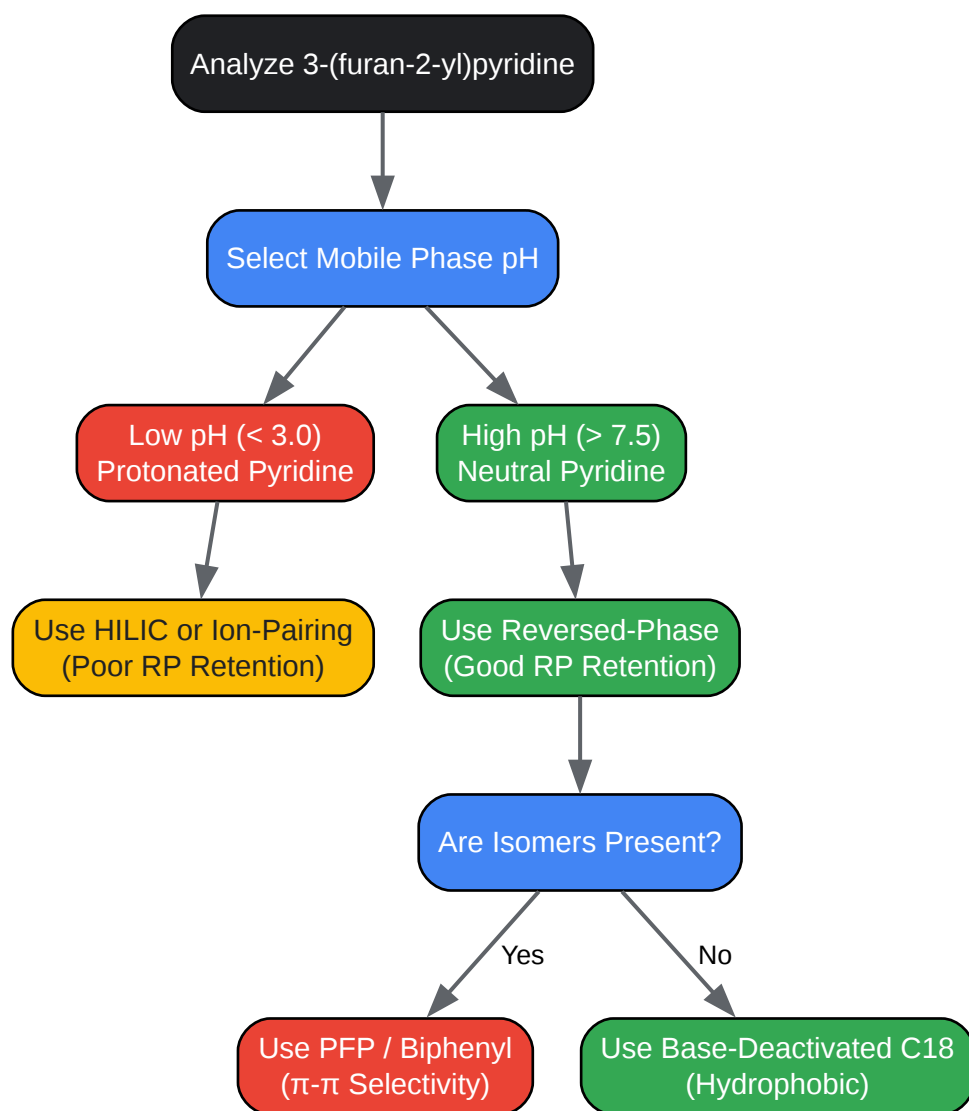 Analyze 3-(furan-2-yl)pyridine
Select Mobile Phase pH
Low pH (< 3.0)
Protonated Pyridine
High pH (> 7.5)
Neutral Pyridine
Use HILIC or Ion-Pairing
(Poor RP Retention)
Use Reversed-Phase
(Good RP Retention)
Are Isomers Present?
Yes
No
Use PFP / Biphenyl
(π-π Selectivity)
Use Base-Deactivated C18
(Hydrophobic)